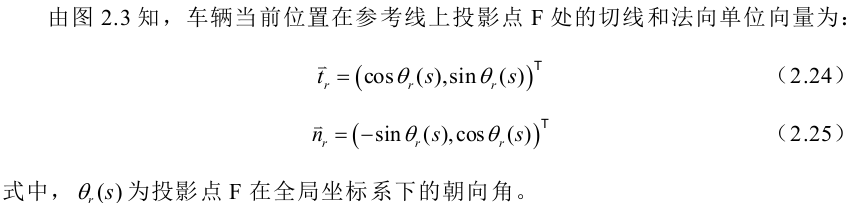 由图 2.3 知，车辆当前位置在参考线上投影点 F 处的切线和法向单位向量为：
$\vec{t}_r = \left(\cos\theta_r(s), \sin\theta_r(s)\right)^{\mathsf{T}}$ （2.24）
$\vec{n}_r = \left(-\sin\theta_r(s), \cos\theta_r(s)\right)^{\mathsf{T}}$ （2.25）
式中，$\theta_r(s)$ 为投影点 F 在全局坐标系下的朝向角。